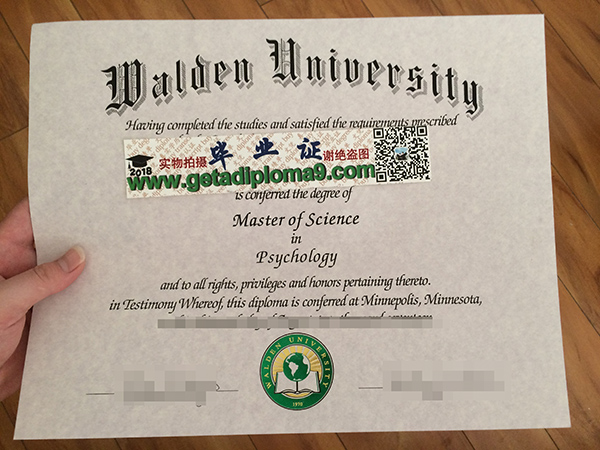 Walden University
Having completed the studies and satisfied the requirements prescribed
2018
实物拍摄 毕业证 谢绝盗图
www.getadiploma9.com
is conferred the degree of
Master of Science
in
Psychology
and to all rights, privileges and honors pertaining thereto.
in Testimony Whereof, this diploma is conferred at Minnepolis, Minnesota,
WALDEN UNIVERSITY
1970